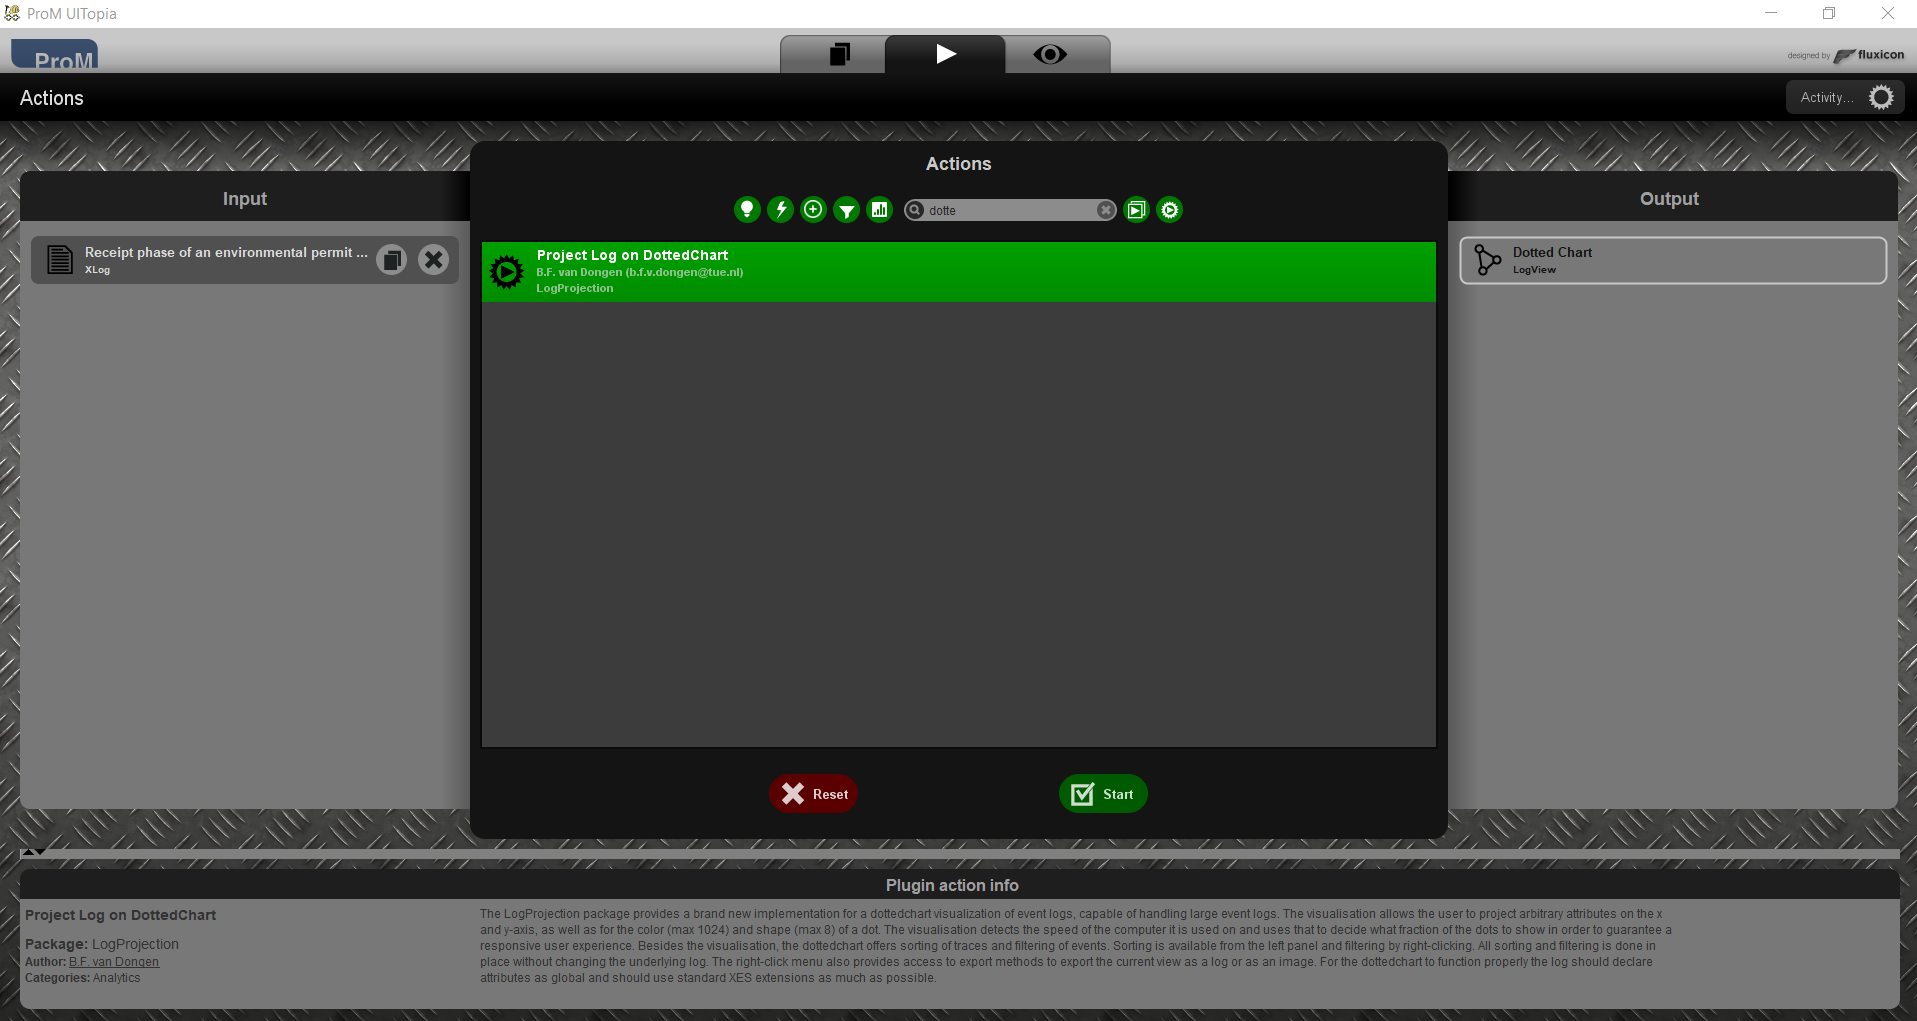 ProM UITopia
ProM
designed by fluxicon
Actions
Activity...
Actions
Input
Output
dotte
Receipt phase of an environmental permit ...
XLog
Project Log on DottedChart
B.F. van Dongen (b.f.v.dongen@tue.nl)
LogProjection
Dotted Chart
LogView
Reset
Start
Plugin action info
Project Log on DottedChart
Package: LogProjection
Author: B.F. van Dongen
Categories: Analytics
The LogProjection package provides a brand new implementation for a dottedchart visualization of event logs, capable of handling large event logs. The visualisation allows the user to project arbitrary attributes on the x
and y-axis, as well as for the color (max 1024) and shape (max 8) of a dot. The visualisation detects the speed of the computer it is used on and uses that to decide what fraction of the dots to show in order to guarantee a
responsive user experience. Besides the visualisation, the dottedchart offers sorting of traces and filtering of events. Sorting is available from the left panel and filtering by right-clicking. All sorting and filtering is done in
place without changing the underlying log. The right-click menu also provides access to export methods to export the current view as a log or as an image. For the dottedchart to function properly the log should declare
attributes as global and should use standard XES extensions as much as possible.